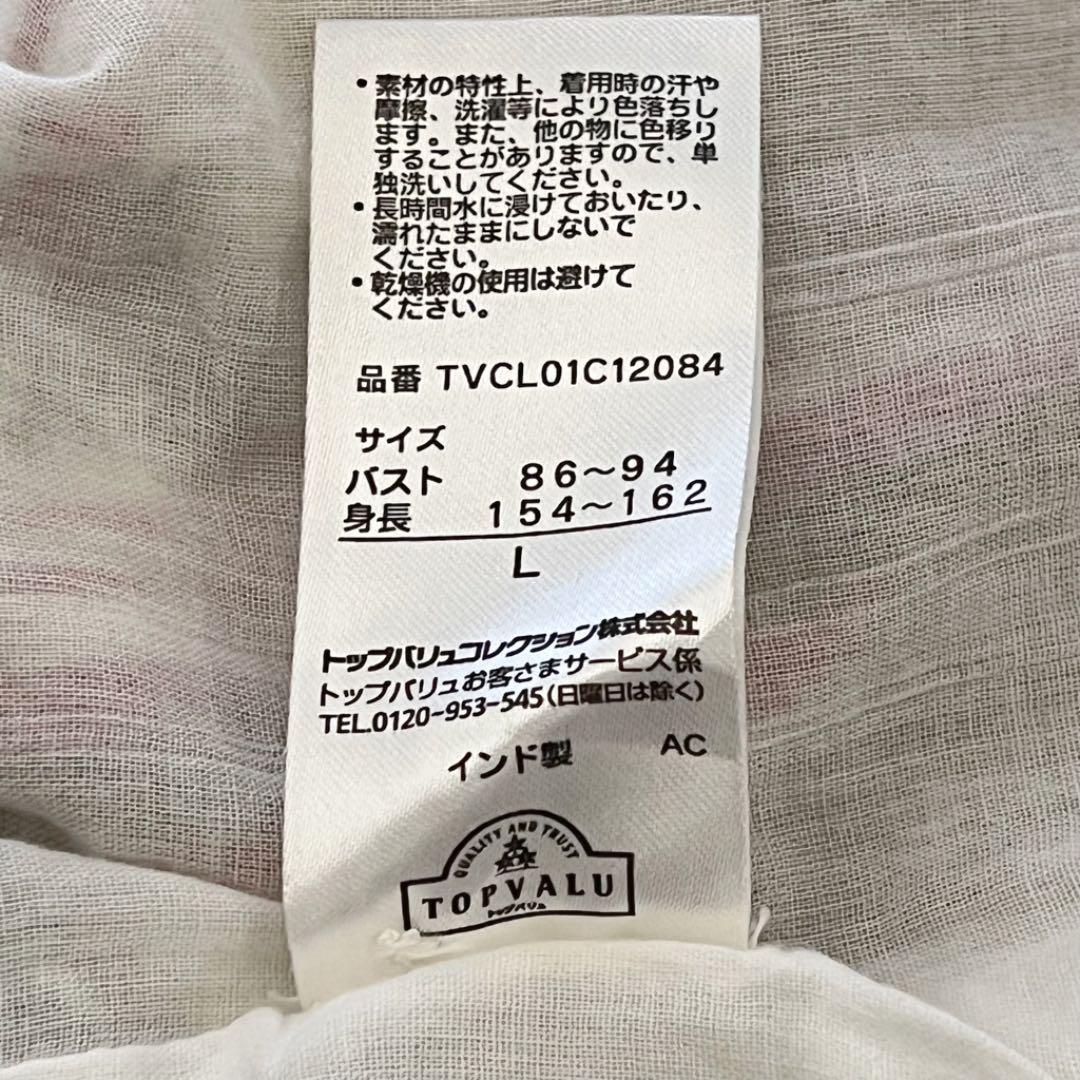 ・素材の特性上、着用時の汗や
摩擦、洗濯等により色落ちし
ます。また、他の物に色移り
することがありますので、単
独洗いしてください。
・長時間水に浸けておいたり、
濡れたままにしないで
ください。
・乾燥機の使用は避けて
ください。
品番 TVCL01C12084
サイズ
バスト 86〜94
身長 154〜162
L
トップバリュコレクション株式会社
トップバリュお客さまサービス係
TEL.0120-953-545(日曜日は除く)
インド製 AC
QUALITY AND TRUST
TOPVALU
トップバリュ